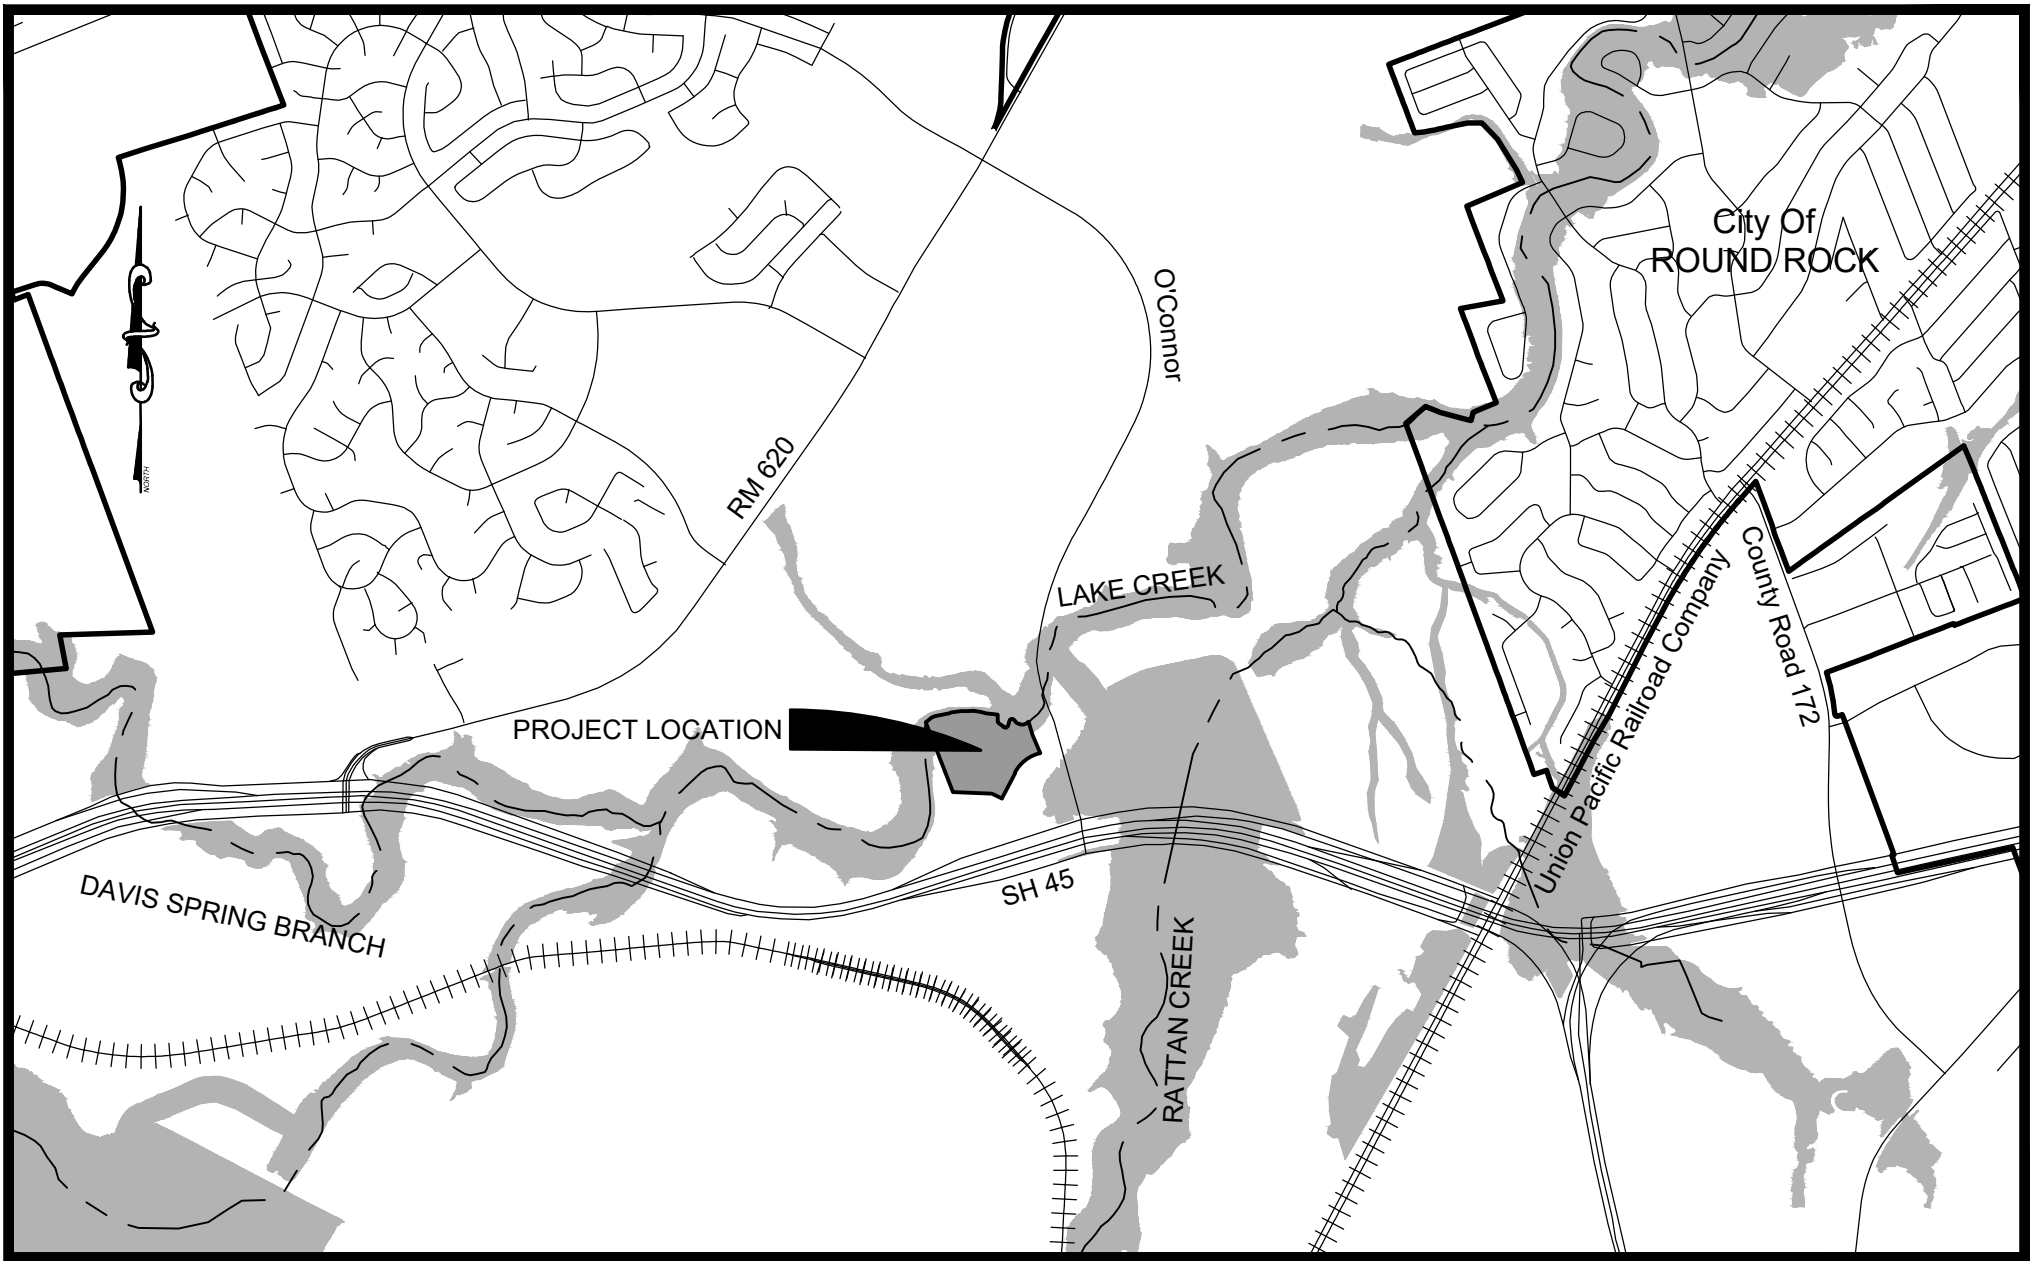 City Of
ROUND ROCK
O'Connor
NORTH
RM 620
LAKE CREEK
County Road 172
Union Pacific Railroad Company
PROJECT LOCATION
SH 45
DAVIS SPRING BRANCH
RATTAN CREEK